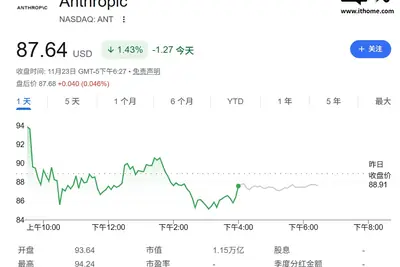 www.ithome.com
ANTHROPIC
Anthropic
NASDAQ: ANT
87.64 USD ↓ 1.43% -1.27 今天
+ 关注
收盘时间: 11月23日 GMT-5下午6:27 • 免责声明
盘后价 87.68 +0.040 (0.046%)
1 天 5 天 1 个月 6 个月 YTD 1 年 5 年 最大
94
92
90
88
86
84
昨日
收盘价
88.91
上午10:00 下午12:00 下午2:00 下午4:00 下午6:00 下午8:00
开盘 93.64 市值 1.15万亿 股息 -
最高 94.24 市盈率 - 季度分红金额 -